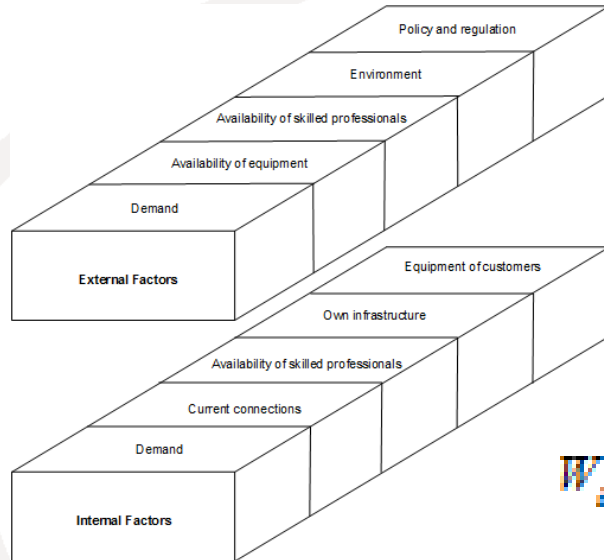 Policy and regulation
Environment
Availability of skilled professionals
Availability of equipment
Demand
External Factors
Equipment of customers
Own infrastructure
Availability of skilled professionals
Current connections
Demand
Internal Factors